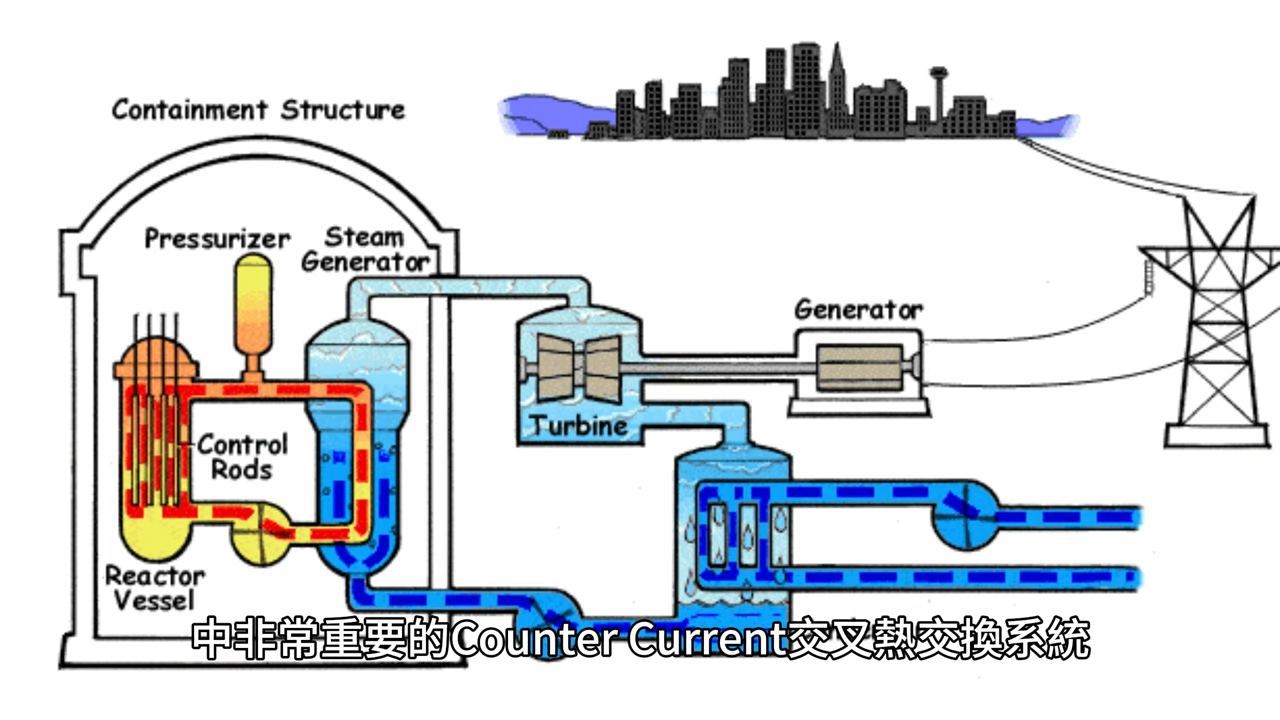 Containment Structure
Pressurizer
Steam
Generator
Generator
Turbine
Control
Rods
Reactor
Vessel
中非常重要的Counter Current交叉熱交換系統